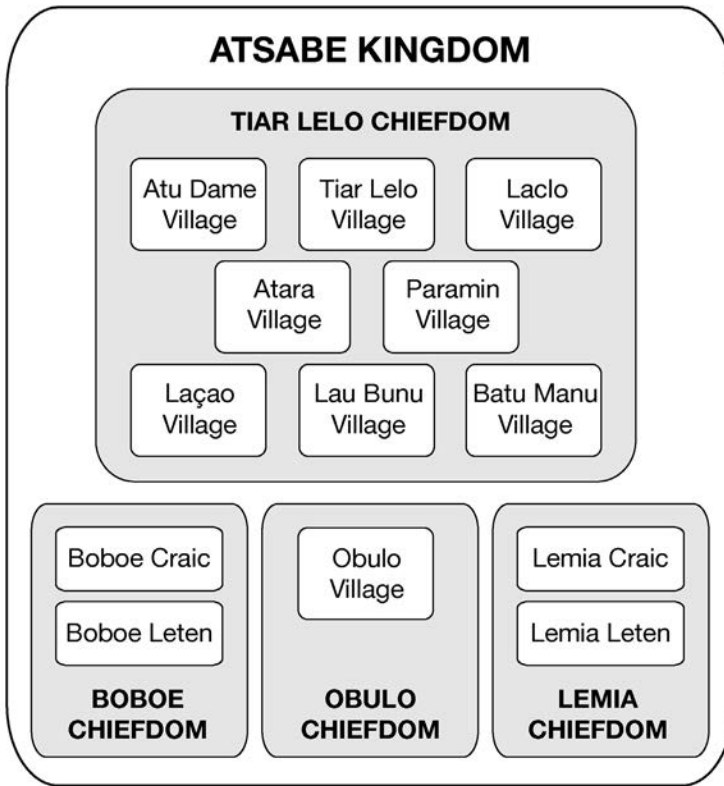 ATSABE KINGDOM
TIAR LELO CHIEFDOM
Atu Dame
Village
Tiar Lelo
Village
Laclo
Village
Atara
Village
Paramin
Village
Laçao
Village
Lau Bunu
Village
Batu Manu
Village
Boboe Craic
Boboe Leten
BOBOE
CHIEFDOM
Obulo
Village
OBULO
CHIEFDOM
Lemia Craic
Lemia Leten
LEMIA
CHIEFDOM